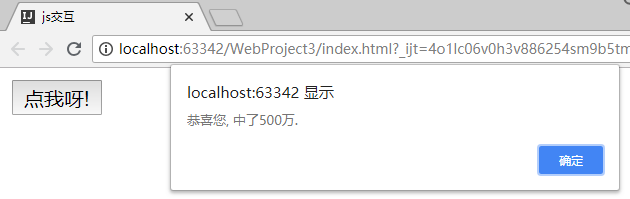 js交互
localhost:63342/WebProject3/index.html?_ijt=4o1lc06v0h3v886254sm9b5tm
点我呀!
localhost:63342 显示
恭喜您, 中了500万.
确定